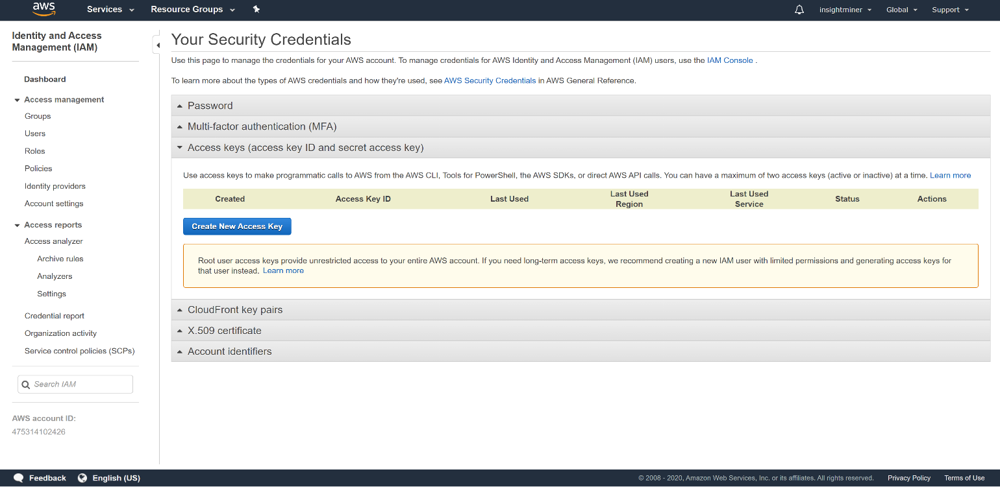 aws
Services
Resource Groups
insightminer
Global
Support
Identity and Access
Management (IAM)
Dashboard
Access management
Groups
Users
Roles
Policies
Identity providers
Account settings
Access reports
Access analyzer
Archive rules
Analyzers
Settings
Credential report
Organization activity
Service control policies (SCPs)
Search IAM
AWS account ID:
475314102426
Your Security Credentials
Use this page to manage the credentials for your AWS account. To manage credentials for AWS Identity and Access Management (IAM) users, use the IAM Console .
To learn more about the types of AWS credentials and how they're used, see AWS Security Credentials in AWS General Reference.
Password
Multi-factor authentication (MFA)
Access keys (access key ID and secret access key)
Use access keys to make programmatic calls to AWS from the AWS CLI, Tools for PowerShell, the AWS SDKs, or direct AWS API calls. You can have a maximum of two access keys (active or inactive) at a time. Learn more
Created
Access Key ID
Last Used
Last Used
Region
Last Used
Service
Status
Actions
Create New Access Key
Root user access keys provide unrestricted access to your entire AWS account. If you need long-term access keys, we recommend creating a new IAM user with limited permissions and generating access keys for
that user instead. Learn more
CloudFront key pairs
X.509 certificate
Account identifiers
Feedback
English (US)
© 2008 - 2020, Amazon Web Services, Inc. or its affiliates. All rights reserved.
Privacy Policy
Terms of Use